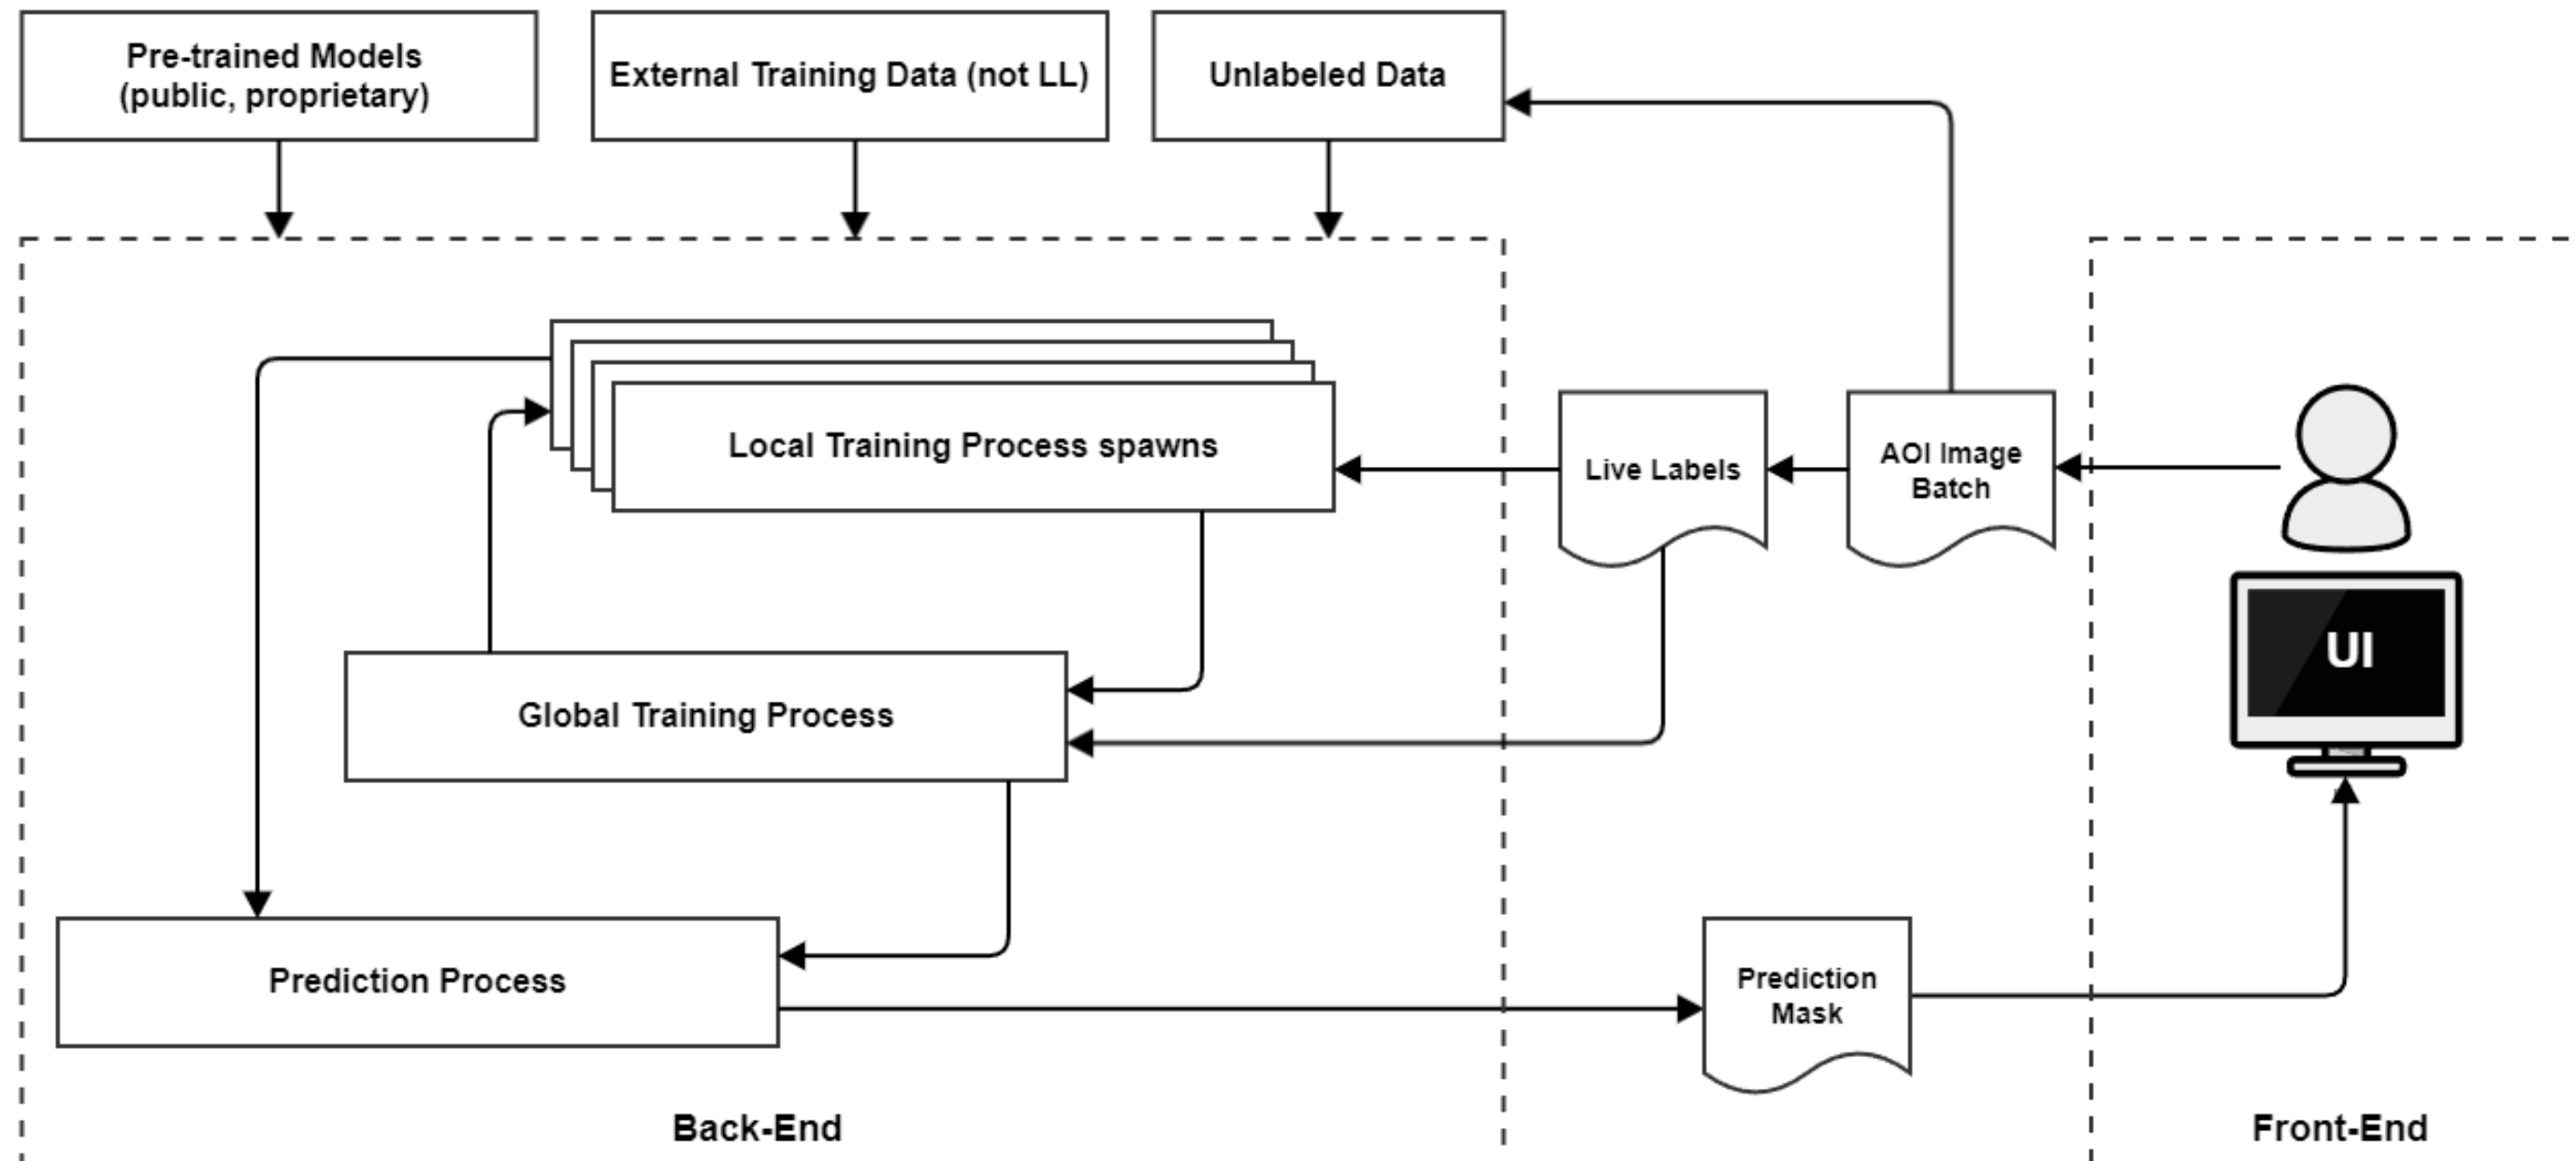 Pre-trained Models
(public, proprietary)
External Training Data (not LL)
Unlabeled Data
Local Training Process spawns
Live Labels
AOI Image
Batch
UI
Global Training Process
Prediction Process
Prediction
Mask
Back-End
Front-End